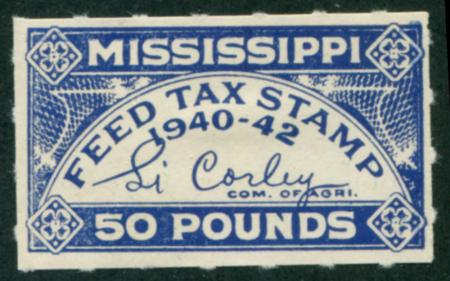 MISSISSIPPI
FEED TAX STAMP
1940-42
Si Corley
COM. OF AGRI.
50 POUNDS